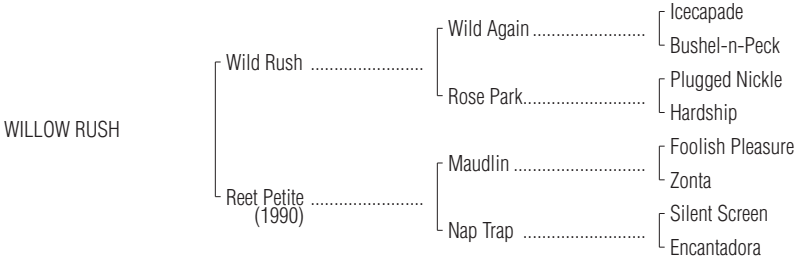 Icecapade
Wild Again ........................
Bushel-n-Peck
Wild Rush ........................
Plugged Nickle
Rose Park..........................
Hardship
WILLOW RUSH
Foolish Pleasure
Maudlin ............................
Zonta
Reet Petite ........................
(1990)
Silent Screen
Nap Trap ..........................
Encantadora